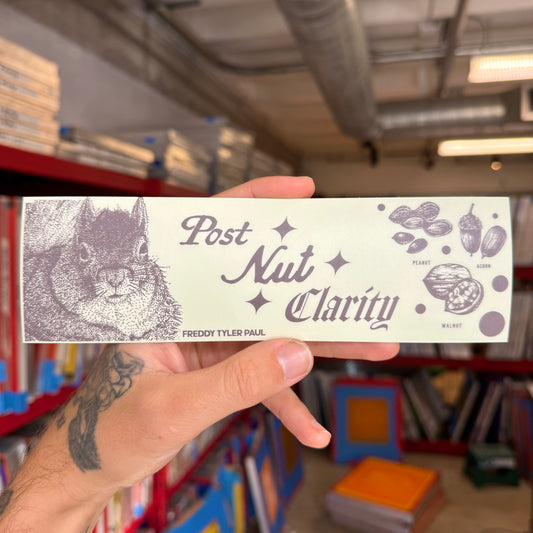 Post
Nut
Clarity
FREDDY TYLER PAUL
PEANUT
ACORN
WALNUT